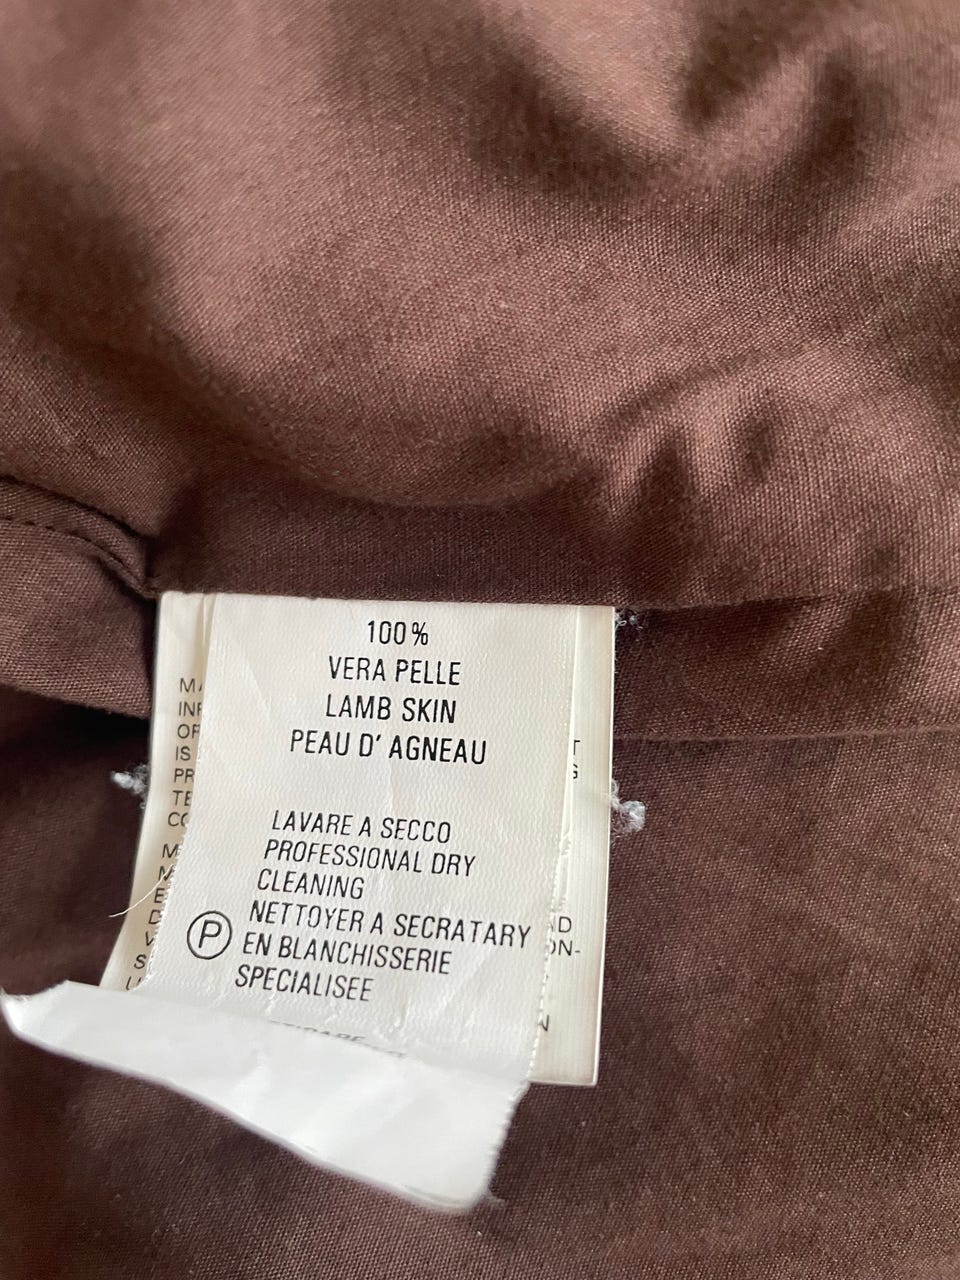 100%
VERA PELLE
LAMB SKIN
PEAU D' AGNEAU
LAVARE A SECCO
PROFESSIONAL DRY
CLEANING
NETTOYER A SECRATARY
P EN BLANCHISSERIE
SPECIALISEE